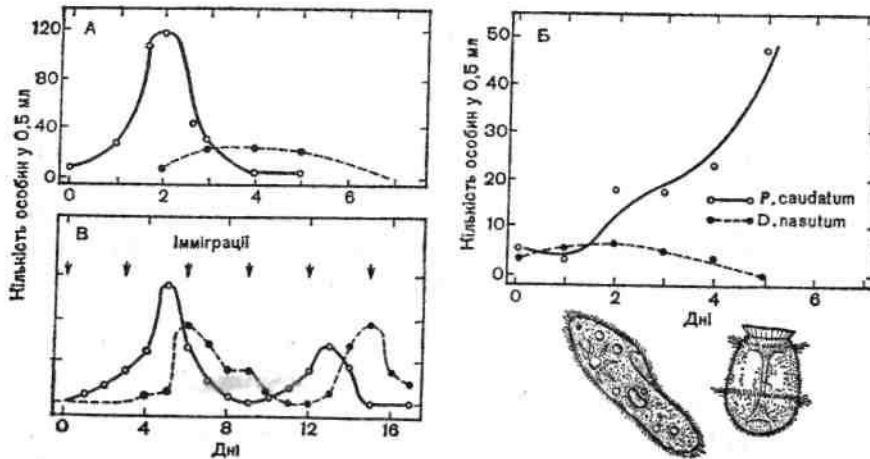 А
Кількість особин у 0,5 мл
120
80
40
0
0 2 4 6
В
Імміграції
0 4 8 12 16
Дні
Б
Кількість особин у 0,5 мл
50
40
30
20
10
0
0 2 4 6
Дні
P. caudatum
D. nasutum